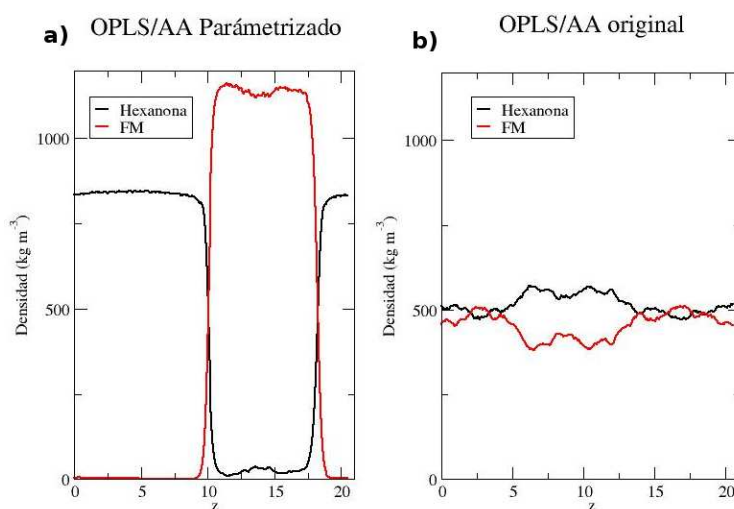 a) OPLS/AA Parámetrizado
Hexanona
FM
1000
500
0
Densidad (kg m-3)
0 5 10 15 20
z
b) OPLS/AA original
Hexanona
FM
1000
500
0
Densidad (kg m-3)
0 5 10 15 20
z